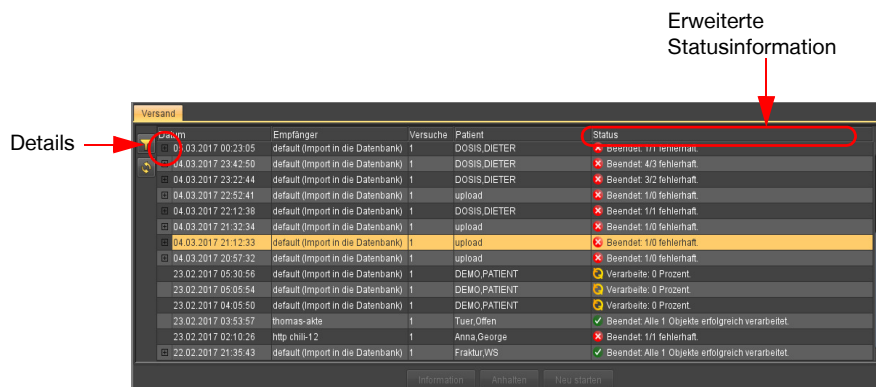 Erweiterte
Statusinformation
Details
Versand
Datum Empfänger Versuche Patient Status
05.03.2017 00:23:05 default (Import in die Datenbank) 1 DOSIS,DIETER Beendet: 1/1 fehlerhaft.
04.03.2017 23:42:50 default (Import in die Datenbank) 1 DOSIS,DIETER Beendet: 4/3 fehlerhaft.
04.03.2017 23:22:44 default (Import in die Datenbank) 1 DOSIS,DIETER Beendet: 3/2 fehlerhaft.
04.03.2017 22:52:41 default (Import in die Datenbank) 1 upload Beendet: 1/0 fehlerhaft.
04.03.2017 22:12:38 default (Import in die Datenbank) 1 DOSIS,DIETER Beendet: 1/1 fehlerhaft.
04.03.2017 21:32:34 default (Import in die Datenbank) 1 upload Beendet: 1/0 fehlerhaft.
04.03.2017 21:12:33 default (Import in die Datenbank) 1 upload Beendet: 1/0 fehlerhaft.
04.03.2017 20:57:32 default (Import in die Datenbank) 1 upload Beendet: 1/0 fehlerhaft.
23.02.2017 05:30:56 default (Import in die Datenbank) 1 DEMO,PATIENT Verarbeite: 0 Prozent.
23.02.2017 05:05:54 default (Import in die Datenbank) 1 DEMO,PATIENT Verarbeite: 0 Prozent.
23.02.2017 04:05:50 default (Import in die Datenbank) 1 DEMO,PATIENT Verarbeite: 0 Prozent.
23.02.2017 03:53:57 thomas-akte 1 Tuer,Offen Beendet: Alle 1 Objekte erfolgreich verarbeitet.
23.02.2017 02:10:26 http chili-12 1 Anna,George Beendet: 1/1 fehlerhaft.
22.02.2017 21:35:43 default (Import in die Datenbank) 1 Fraktur,WS Beendet: Alle 1 Objekte erfolgreich verarbeitet.
Information Anhalten Neu starten